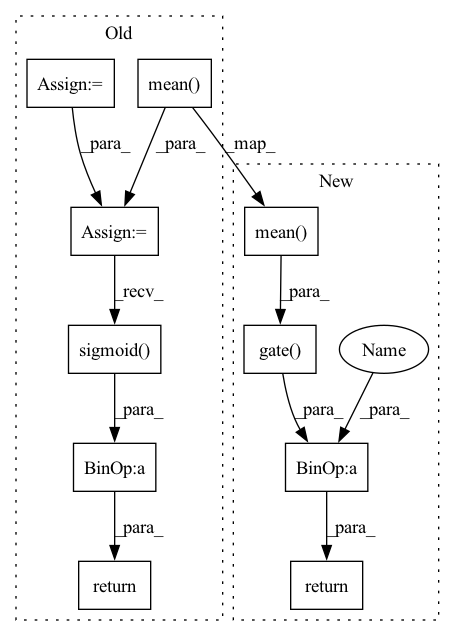 Old
Assign:=
mean()
_para_
_para_
_map_
New
Assign:=
mean()
_recv_
_para_
sigmoid()
gate()
Name
_para_
_para_
_para_
BinOp:a
BinOp:a
_para_
_para_
return
return